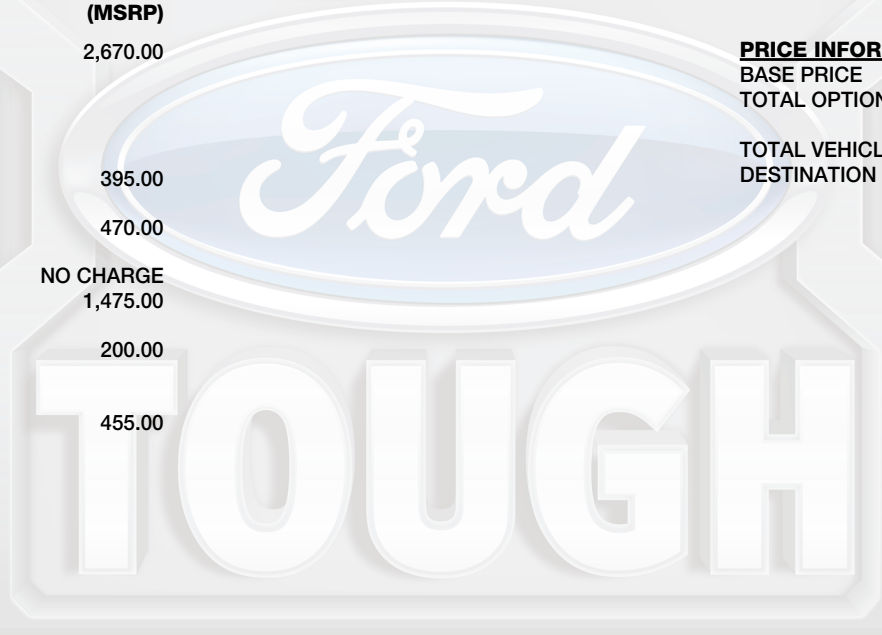 (MSRP)
2,670.00
395.00
470.00
NO CHARGE
1,475.00
200.00
455.00
PRICE INFOR
BASE PRICE
TOTAL OPTION
TOTAL VEHICL
DESTINATION
Ford
TOUGH